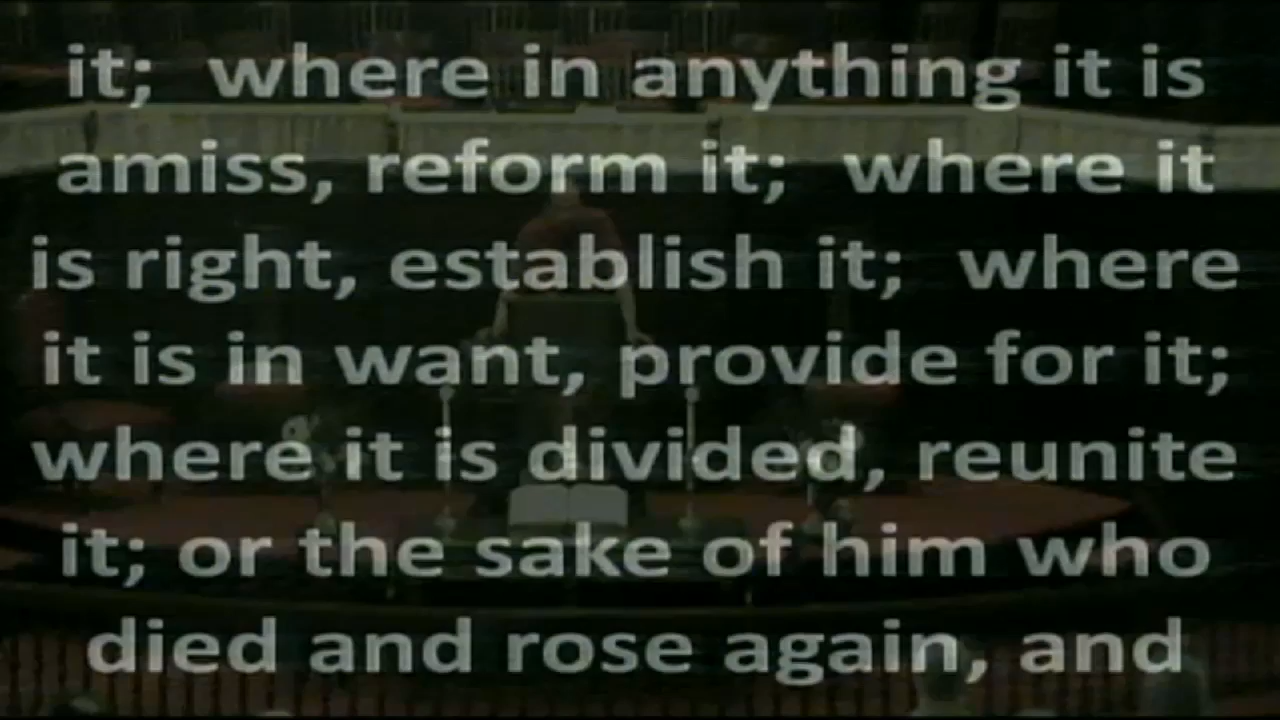 it;  where in anything it is
amiss, reform it;  where it
is right, establish it;  where
it is in want, provide for it;
where it is divided, reunite
it; or the sake of him who
died and rose again, and